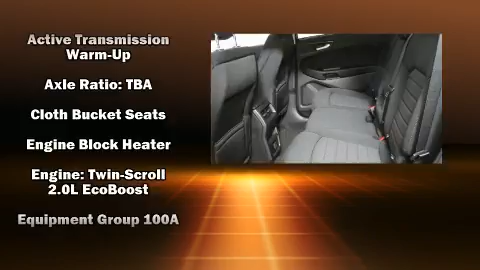 Active Transmission
Warm-Up
Axle Ratio: TBA
Cloth Bucket Seats
Engine Block Heater
Engine: Twin-Scroll
2.0L EcoBoost
Equipment Group 100A